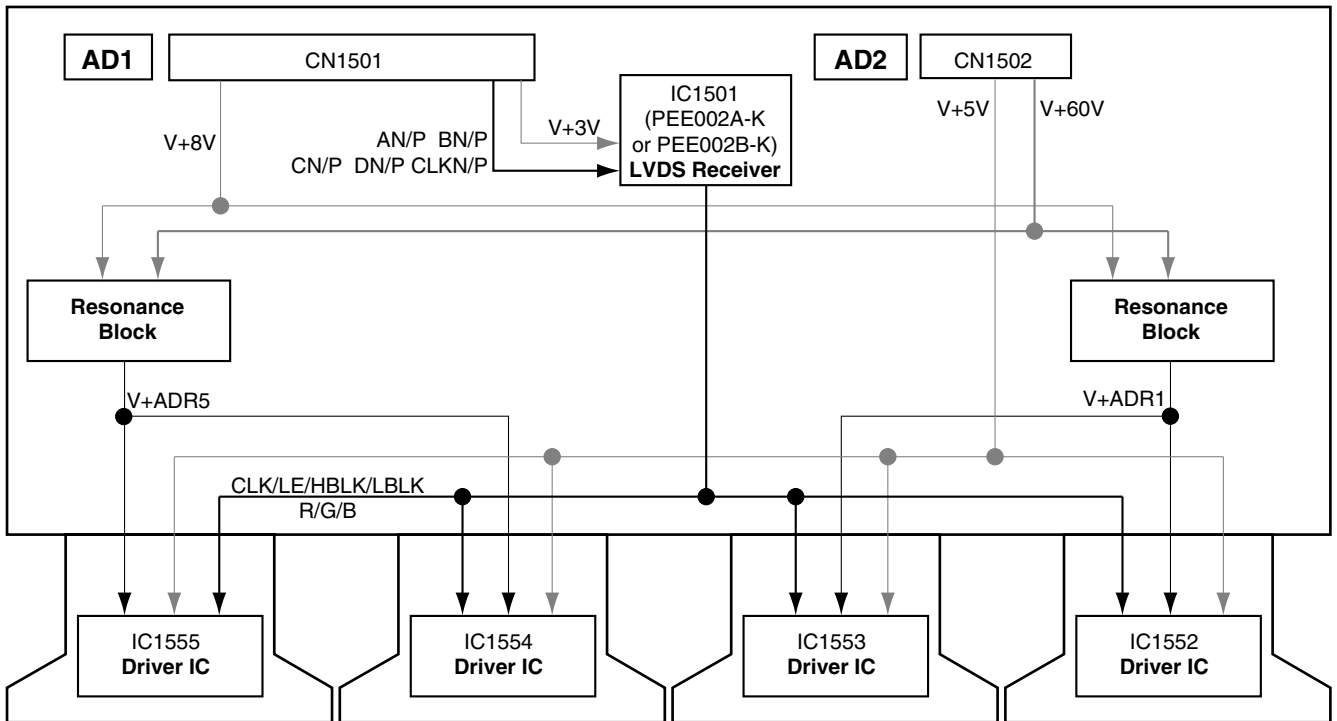 AD1
CN1501
AD2
CN1502
IC1501
(PEE002A-K
or PEE002B-K)
LVDS Receiver
V+8V
AN/P BN/P
CN/P DN/P CLKN/P
V+3V
V+5V
V+60V
Resonance
Block
Resonance
Block
V+ADR5
V+ADR1
CLK/LE/HBLK/LBLK
R/G/B
IC1555
Driver IC
IC1554
Driver IC
IC1553
Driver IC
IC1552
Driver IC